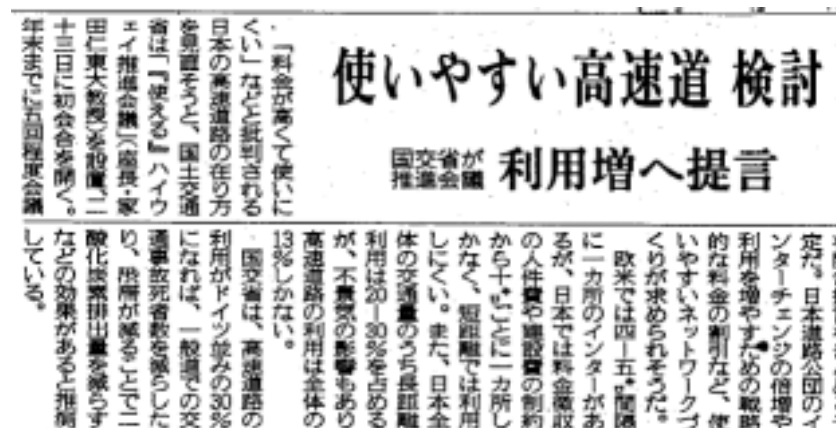 使いやすい高速道 検討
国交省が
推進会議
利用増へ提言
「料金が高くて使いに
くい」などと批判される
日本の高速道路の在り方
を見直そうと、国土交通
省は「『使える』ハイウ
ェイ推進会議」（座長・家
田仁東大教授）を設置、二
十三日に初会合を開く。
年末までに五回程度会議
定だ。日本道路公団のイ
ンターチェンジの倍増や
利用を増やすための戦略
的な料金の割引など、使
いやすいネットワークづ
くりが求められそうだ。
欧米では四―五㌔間隔
に一カ所のインターがあ
るが、日本では料金徴収
の人件費や建設費の制約
から十㌔ごとに一カ所し
かなく、短距離では利用
しにくい。また、日本全
体の交通量のうち長距離
利用は20―30％を占める
が、不景気の影響もあり
高速道路の利用は全体の
13％しかない。
国交省は、高速道路の
利用がドイツ並みの30％
になれば、一般道での交
通事故死者数を減らした
り、渋滞が減ることで二
酸化炭素排出量を減らす
などの効果があると推測
している。